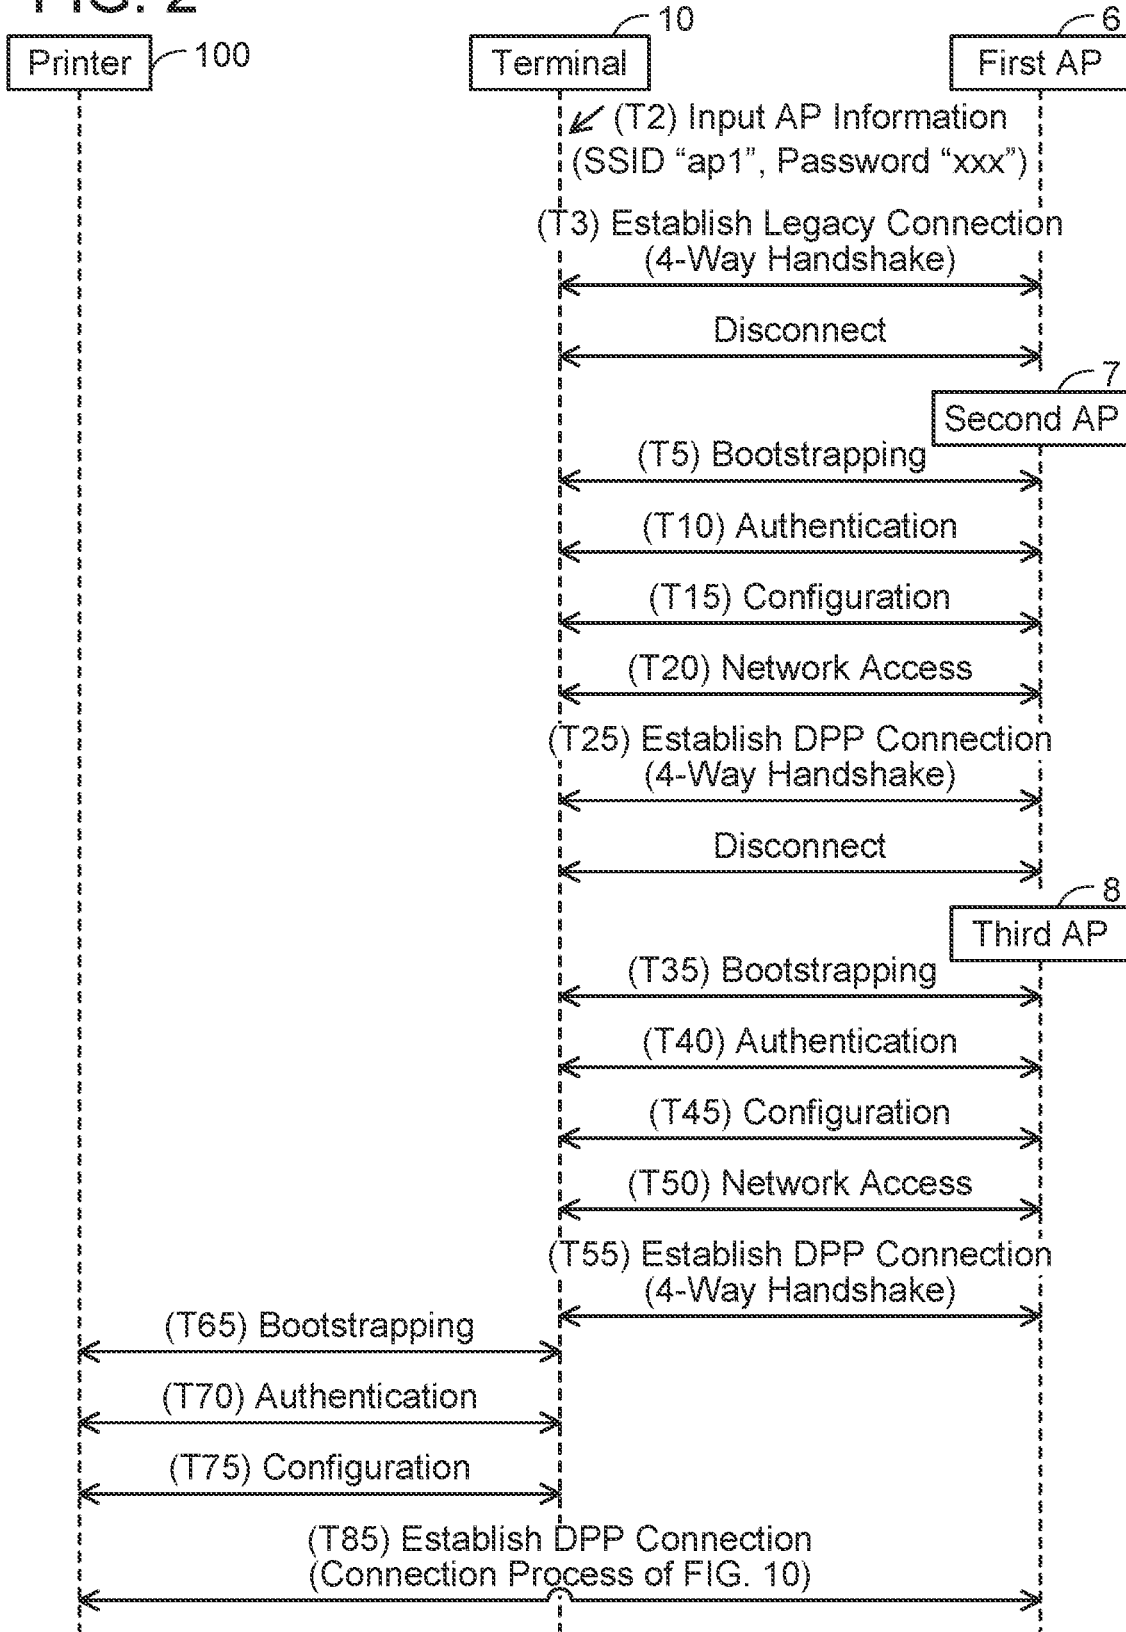 FIG. 2
10
6
Printer
100
Terminal
First AP
(T2) Input AP Information
(SSID “ap1”, Password “xxx”)
(T3) Establish Legacy Connection
(4-Way Handshake)
Disconnect
7
Second AP
(T5) Bootstrapping
(T10) Authentication
(T15) Configuration
(T20) Network Access
(T25) Establish DPP Connection
(4-Way Handshake)
Disconnect
8
Third AP
(T35) Bootstrapping
(T40) Authentication
(T45) Configuration
(T50) Network Access
(T55) Establish DPP Connection
(4-Way Handshake)
(T65) Bootstrapping
(T70) Authentication
(T75) Configuration
(T85) Establish DPP Connection
(Connection Process of FIG. 10)